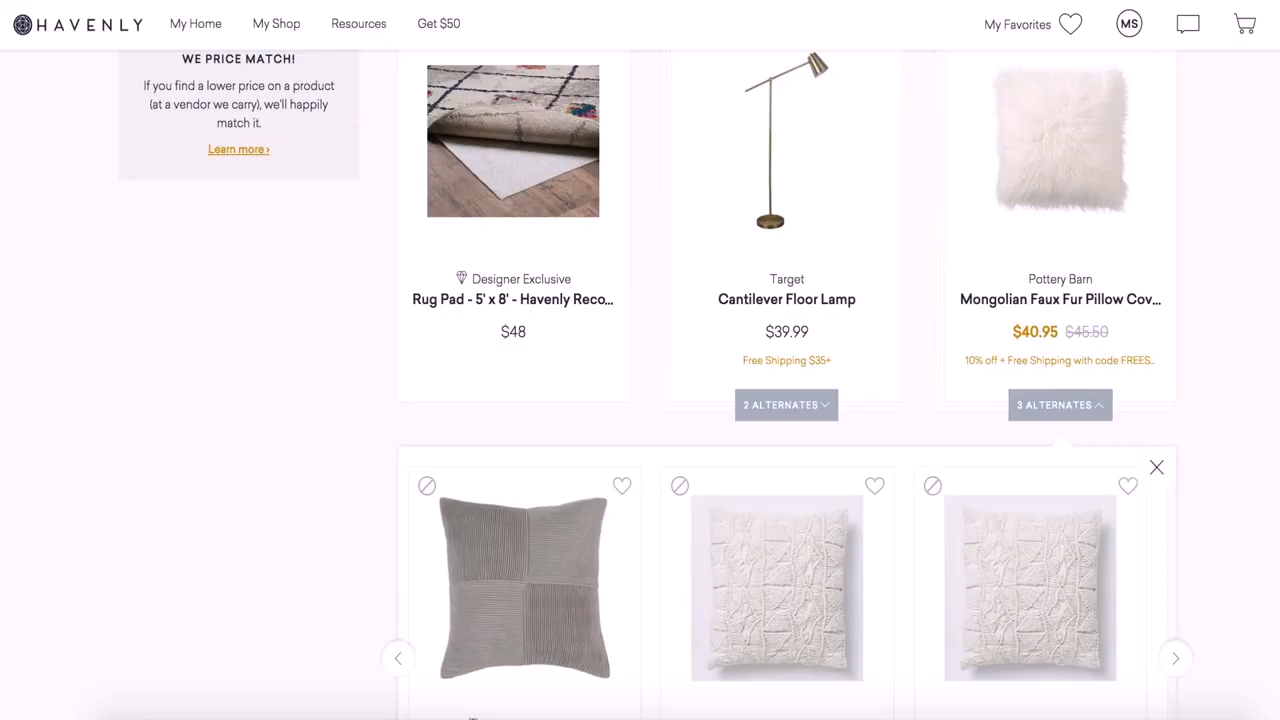 HAVENLY
My Home
My Shop
Resources
Get $50
My Favorites
MS
WE PRICE MATCH!
If you find a lower price on a product
(at a vendor we carry), we'll happily
match it.
Learn more ›
Designer Exclusive
Rug Pad - 5' x 8' - Havenly Reco...
$48
Target
Cantilever Floor Lamp
$39.99
Free Shipping $35+
2 ALTERNATES
Pottery Barn
Mongolian Faux Fur Pillow Cov...
$40.95 $45.50
10% off + Free Shipping with code FREES...
3 ALTERNATES